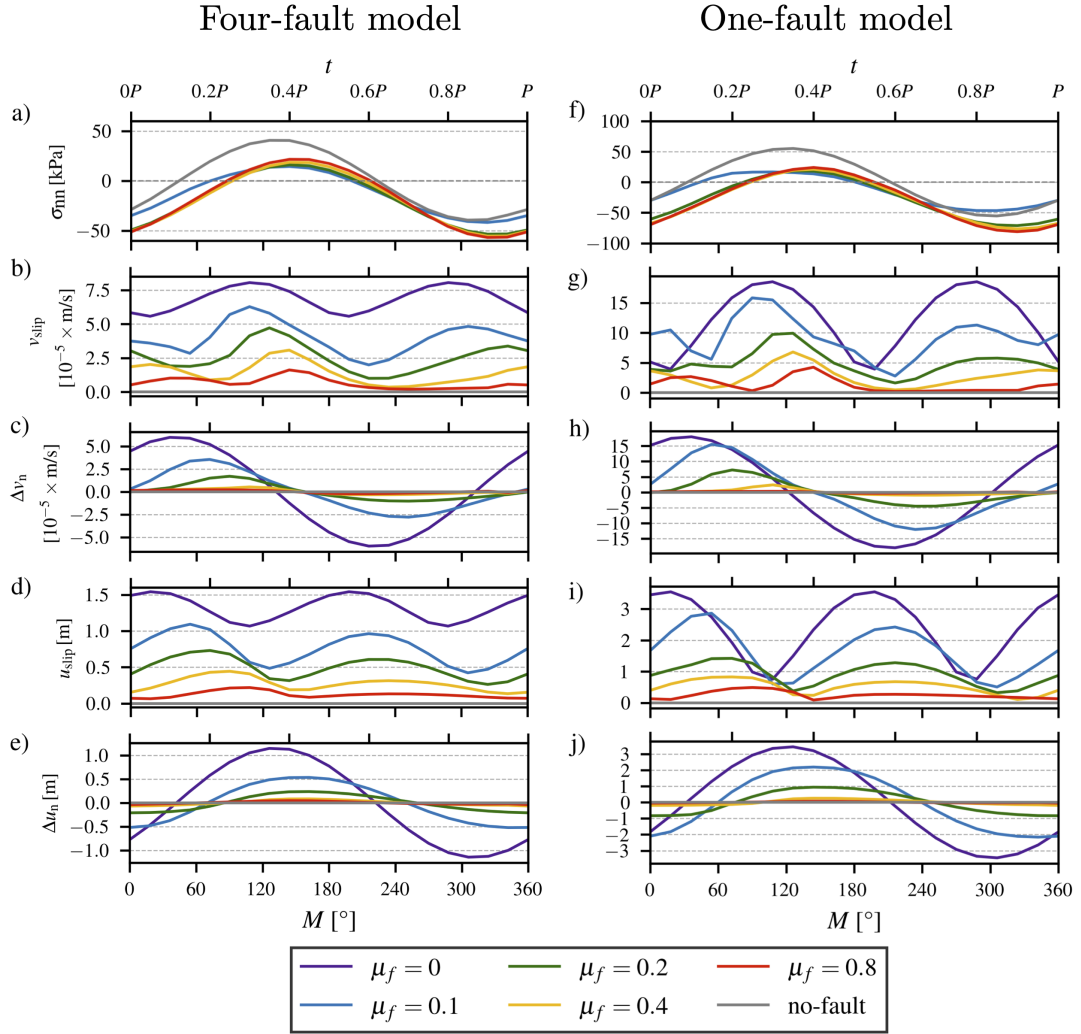 Four-fault model
One-fault model
t
0P 0.2P 0.4P 0.6P 0.8P P
t
0P 0.2P 0.4P 0.6P 0.8P P
a)
σnn [kPa]
50
0
−50
f)
100
50
0
−50
−100
b)
vslip
[10−5 × m/s]
7.5
5.0
2.5
0.0
g)
15
10
5
0
c)
Δvn
[10−5 × m/s]
5.0
2.5
0.0
−2.5
−5.0
h)
15
10
5
0
−5
−10
−15
d)
uslip [m]
1.5
1.0
0.5
0.0
i)
3
2
1
0
e)
Δun [m]
1.0
0.5
0.0
−0.5
−1.0
j)
3
2
1
0
−1
−2
−3
0 60 120 180 240 300 360
M [°]
0 60 120 180 240 300 360
M [°]
μf = 0 μf = 0.2 μf = 0.8
μf = 0.1 μf = 0.4 no-fault